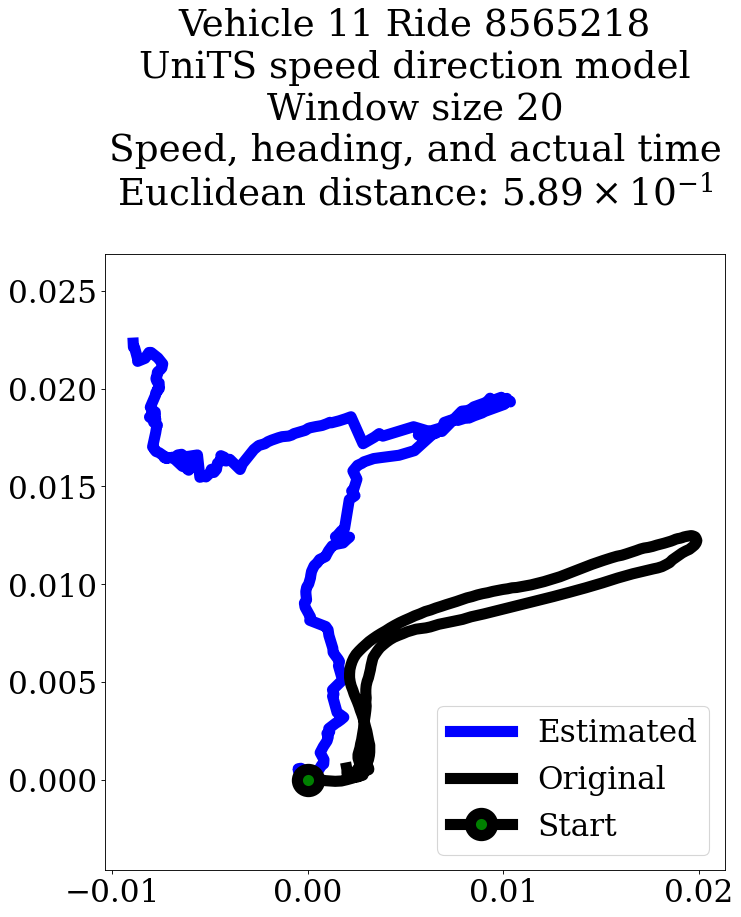 Vehicle 11 Ride 8565218
UniTS speed direction model
Window size 20
Speed, heading, and actual time
Euclidean distance: 5.89 × 10⁻¹
0.025
0.020
0.015
0.010
0.005
0.000
Estimated
Original
Start
−0.01 0.00 0.01 0.02